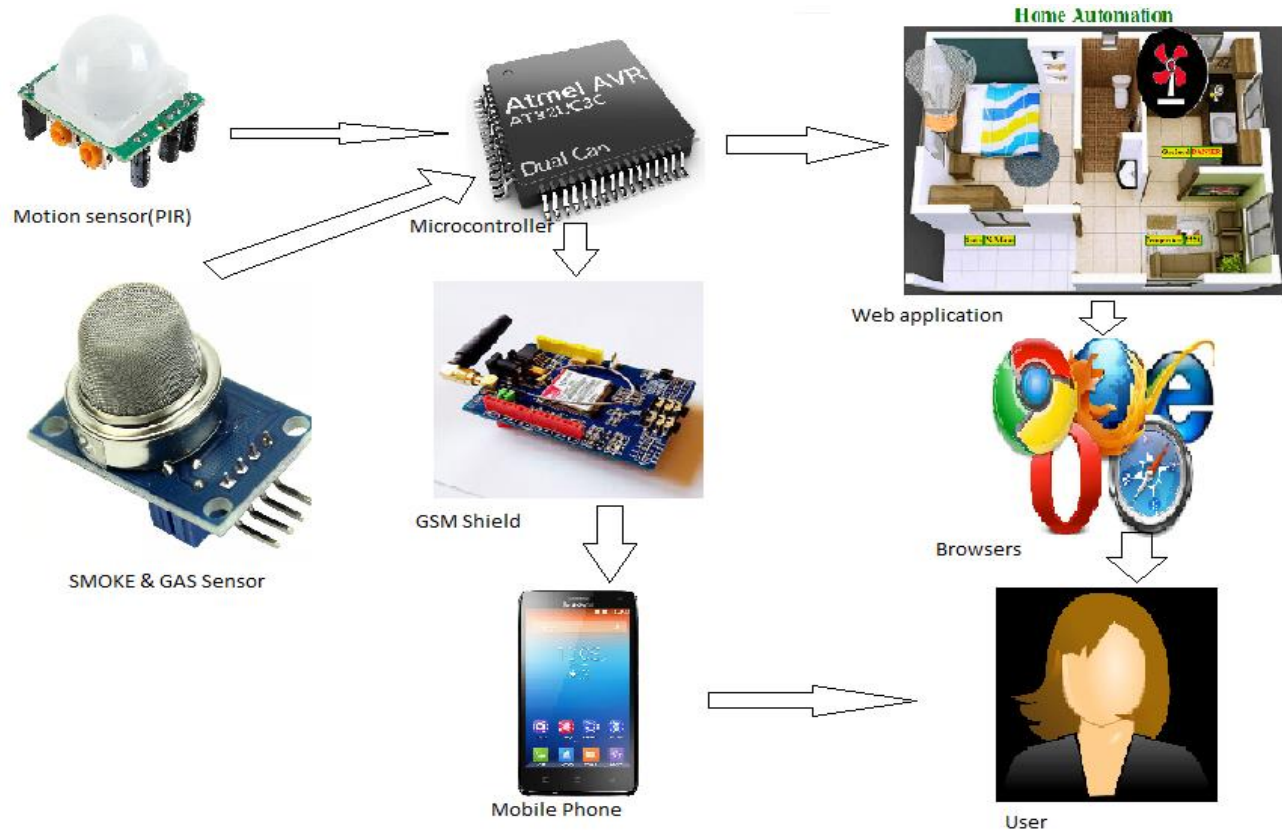 Home Automation
Atmel AVR
AT32UC3C
Dual Can
Motion sensor(PIR)
Microcontroller
Web application
GSM Shield
Browsers
SMOKE & GAS Sensor
Mobile Phone
User